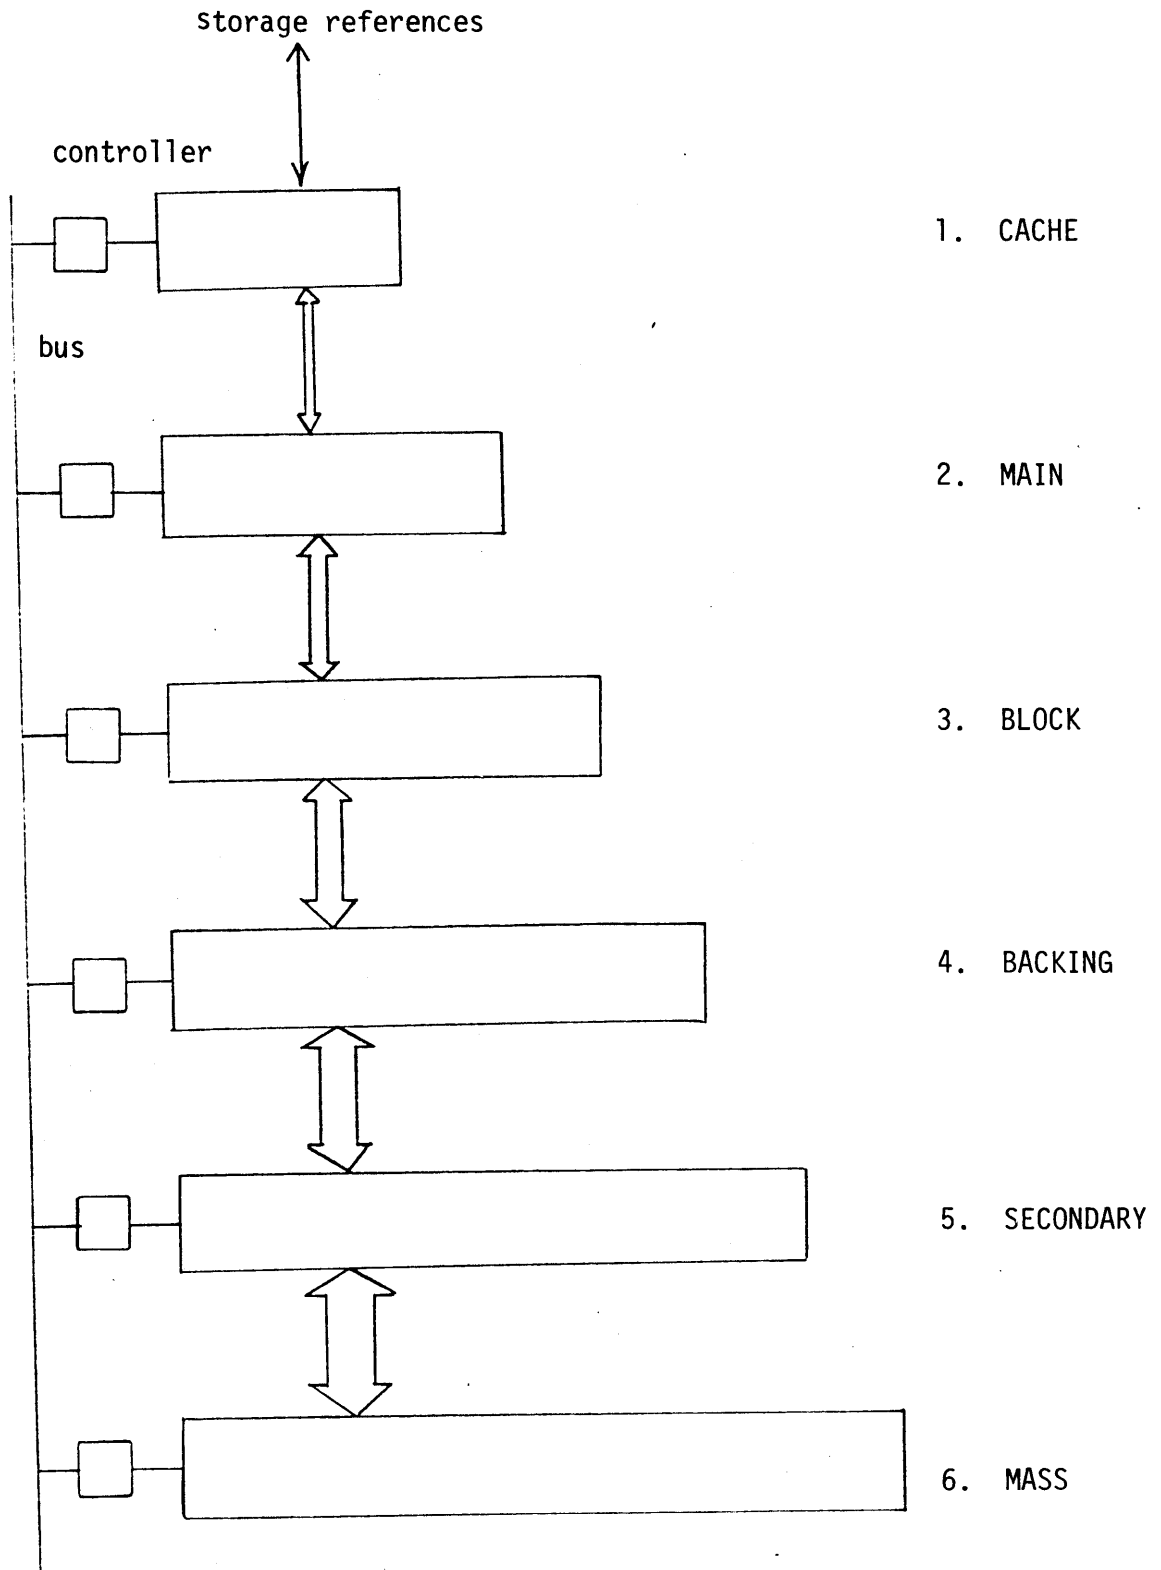 storage references
controller
1. CACHE
bus
2. MAIN
3. BLOCK
4. BACKING
5. SECONDARY
6. MASS